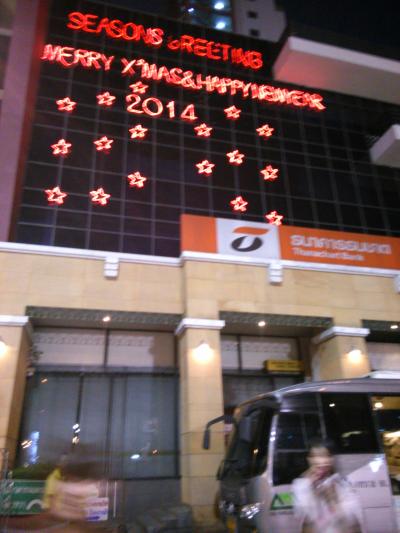 SEASONS GREETING
MERRY X'MAS&HAPPY NEW YEAR
2014
ธนาคารธนชาต
Thanachart Bank